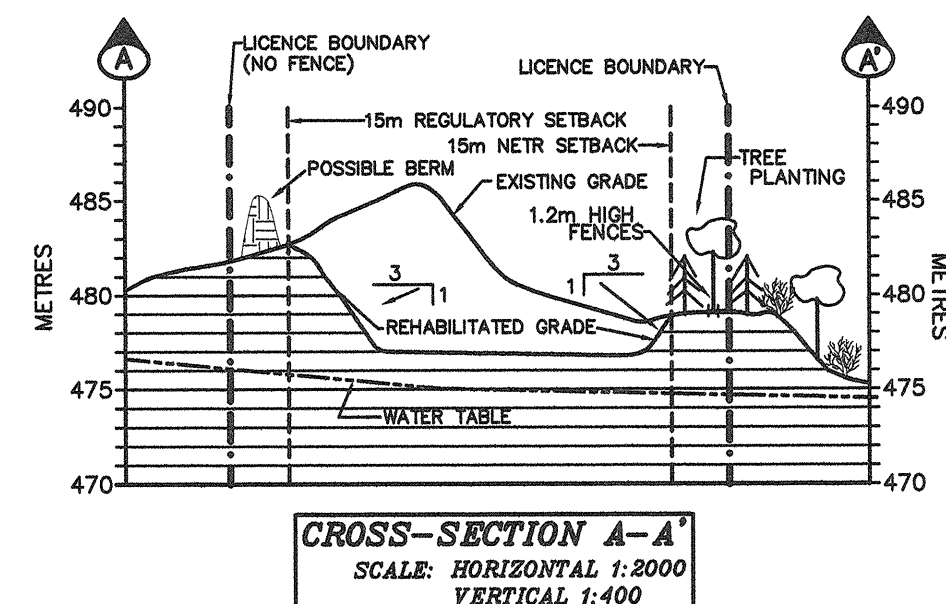 A
A'
LICENCE BOUNDARY
(NO FENCE)
LICENCE BOUNDARY
490
490
15m REGULATORY SETBACK
15m NETR SETBACK
TREE
PLANTING
POSSIBLE BERM
EXISTING GRADE
485
485
1.2m HIGH
FENCES
METRES
METRES
3
1
3
1
480
480
REHABILITATED GRADE
475
475
WATER TABLE
470
470
CROSS-SECTION A-A'
SCALE: HORIZONTAL 1:2000
VERTICAL 1:400